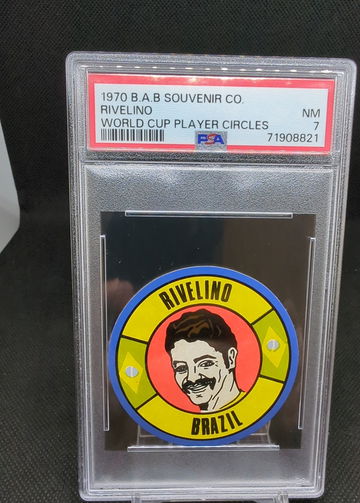 1970 B.A.B SOUVENIR CO.
RIVELINO
NM
WORLD CUP PLAYER CIRCLES
7
PSA
71908821
RIVELINO
BRAZIL